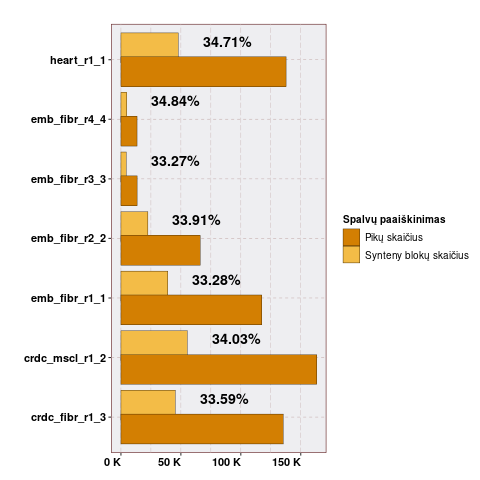 heart_r1_1
34.71%
emb_fibr_r4_4
34.84%
emb_fibr_r3_3
33.27%
emb_fibr_r2_2
33.91%
emb_fibr_r1_1
33.28%
crdc_mscl_r1_2
34.03%
crdc_fibr_r1_3
33.59%
0 K 50 K 100 K 150 K
Spalvų paaiškinimas
Pikų skaičius
Synteny blokų skaičius